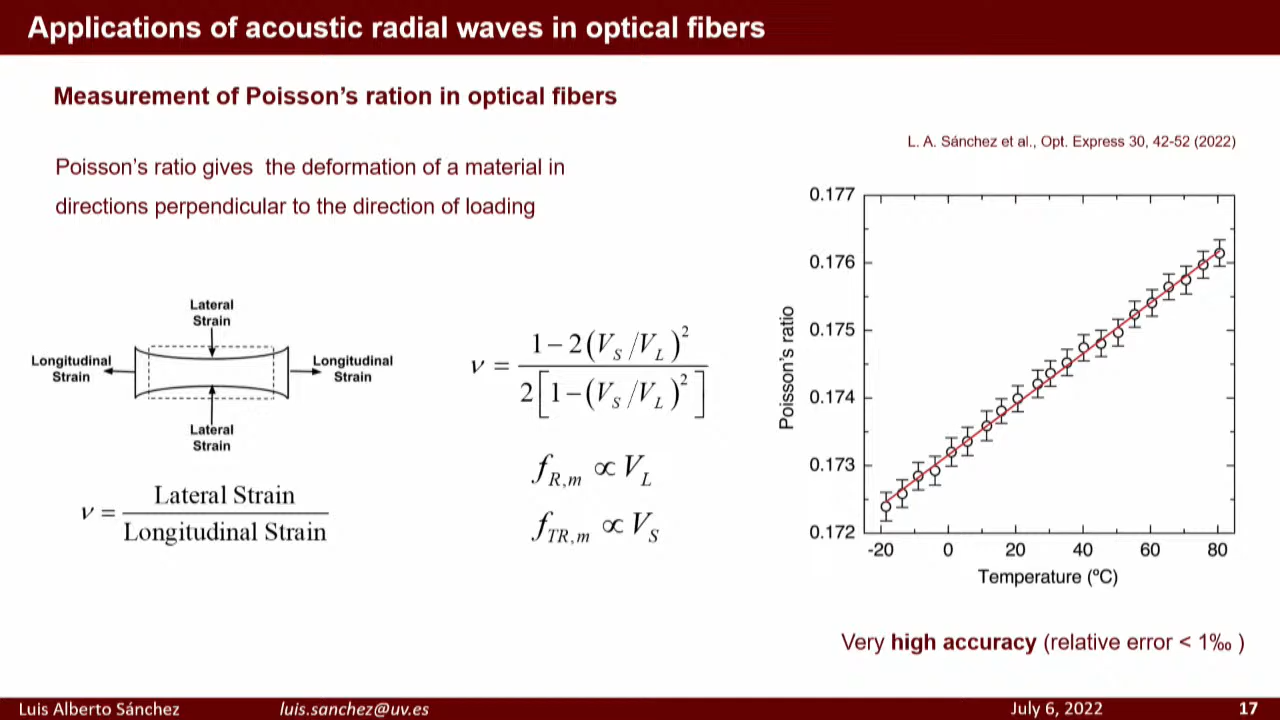 Applications of acoustic radial waves in optical fibers
Measurement of Poisson's ration in optical fibers
L. A. Sánchez et al., Opt. Express 30, 42-52 (2022)
Poisson's ratio gives the deformation of a material in
directions perpendicular to the direction of loading
Lateral
Strain
Longitudinal
Strain
Longitudinal
Strain
Lateral
Strain
ν = Lateral Strain / Longitudinal Strain
ν = 1−2(V_S/V_L)^2 / 2[1−(V_S/V_L)^2]
f_R,m ∝ V_L
f_TR,m ∝ V_S
0.177
0.176
0.175
0.174
0.173
0.172
Poisson's ratio
-20 0 20 40 60 80
Temperature (ºC)
Very high accuracy (relative error < 1‰ )
Luis Alberto Sánchez luis.sanchez@uv.es July 6, 2022 17